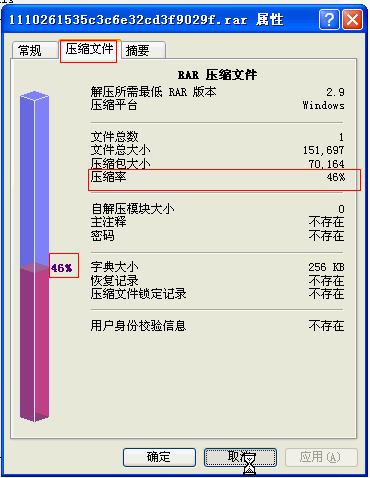 1110261535c3c6e32cd3f9029f.rar 属性
常规 压缩文件 摘要
RAR 压缩文件
解压所需最低 RAR 版本 2.9
压缩平台 Windows
文件总数 1
文件总大小 151,697
压缩包大小 70,164
压缩率 46%
自解压模块大小 0
主注释 不存在
密码 不存在
46%
字典大小 256 KB
恢复记录 不存在
压缩文件锁定记录 不存在
用户身份校验信息 不存在
确定 取消 应用(A)